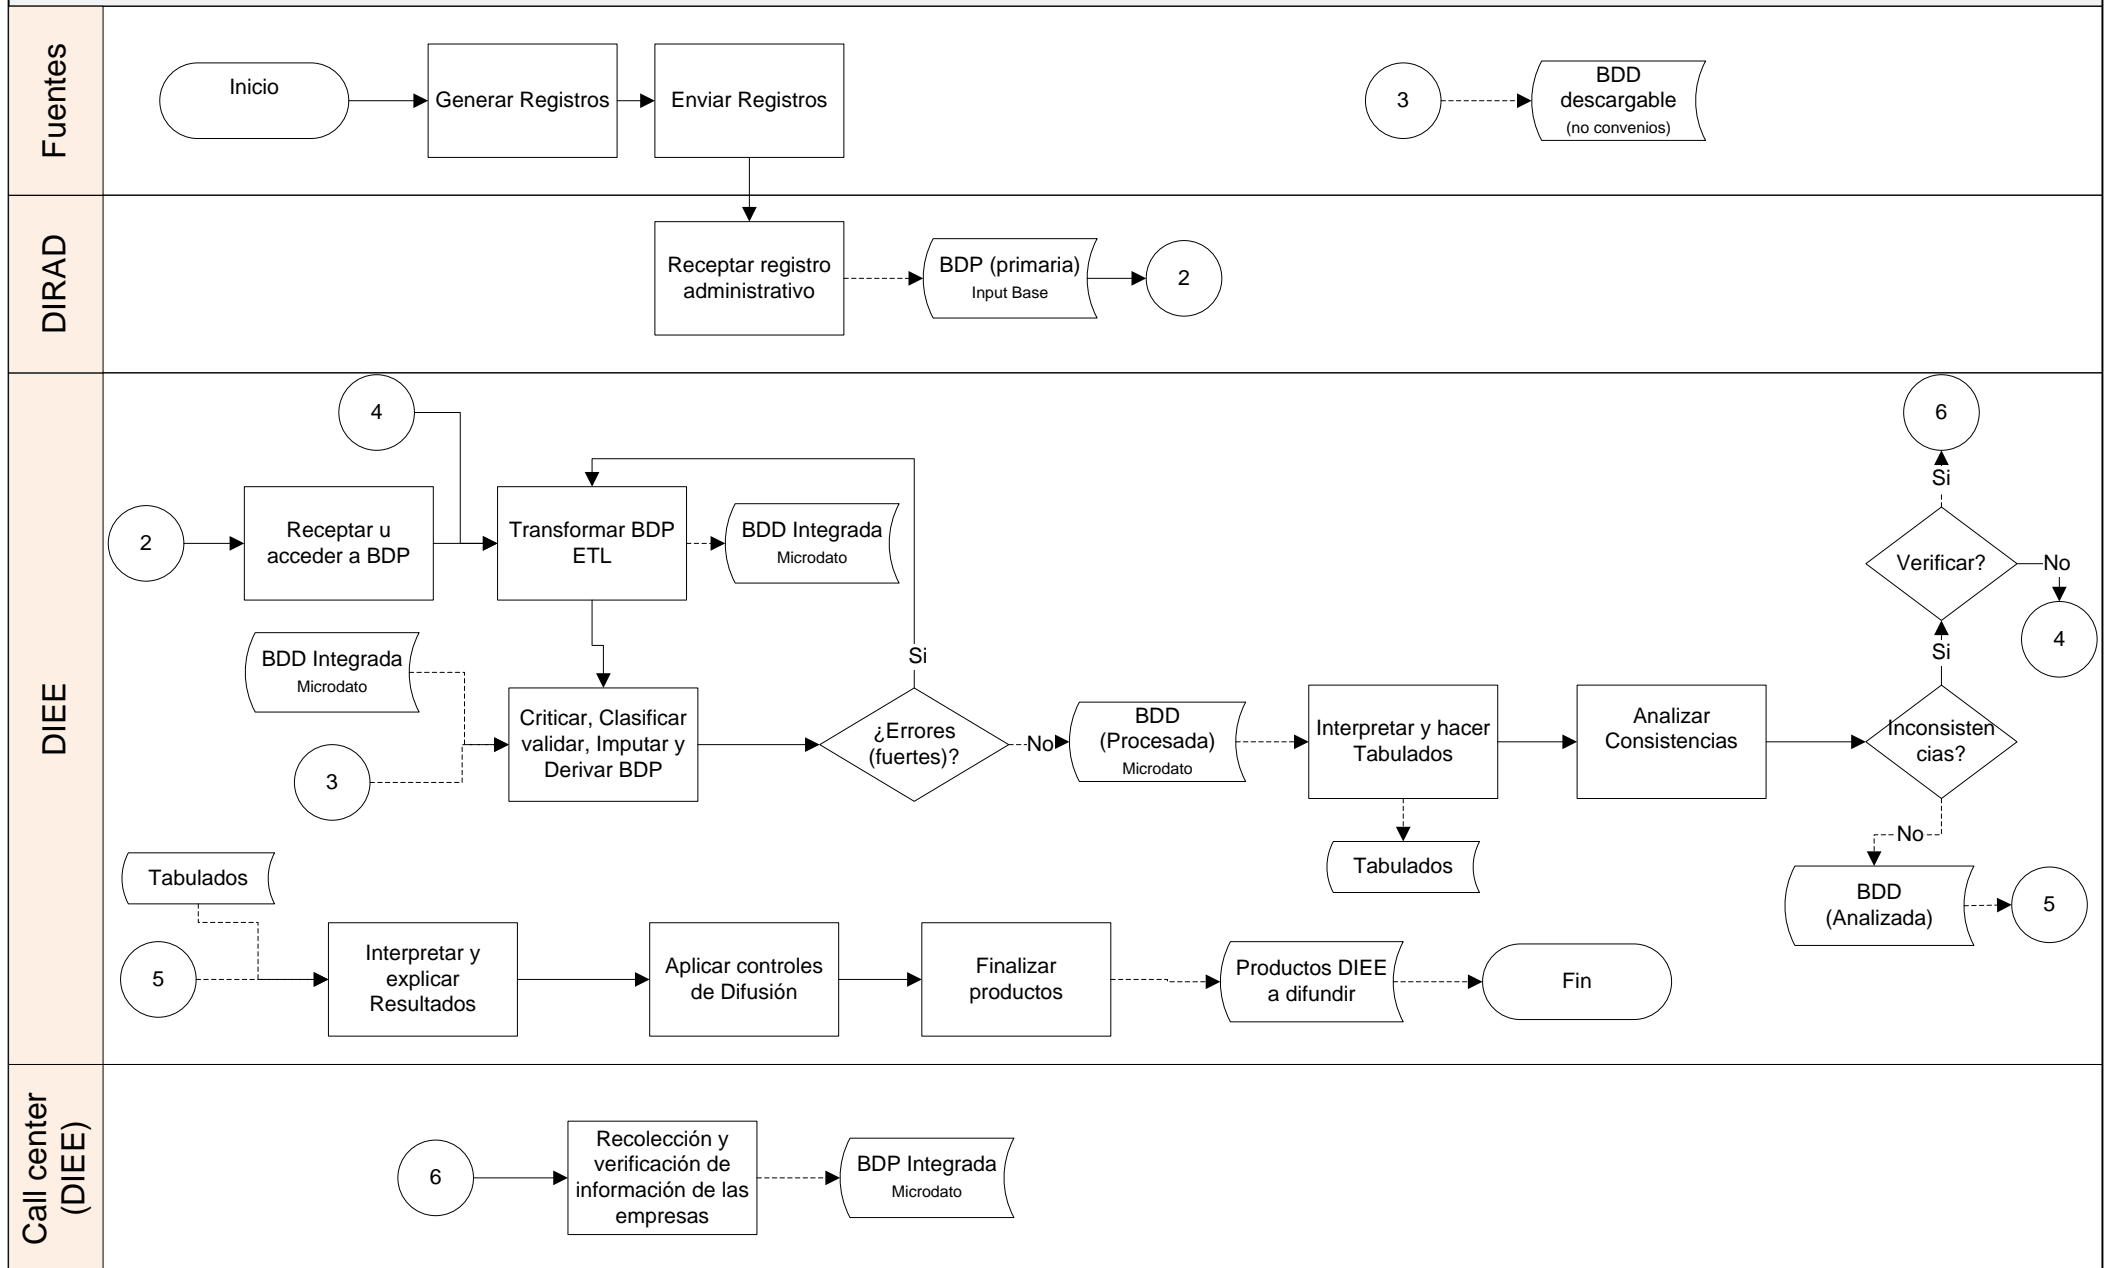 Fuentes
Inicio
Generar Registros
Enviar Registros
3
BDD
descargable
(no convenios)
DIRAD
Receptar registro
administrativo
BDP (primaria)
Input Base
2
DIEE
4
6
Si
2
Receptar u
acceder a BDP
Transformar BDP
ETL
BDD Integrada
Microdato
Verificar?
No
4
BDD Integrada
Microdato
Si
Si
3
Criticar, Clasificar
validar, Imputar y
Derivar BDP
¿Errores
(fuertes)?
No
BDD
(Procesada)
Microdato
Interpretar y hacer
Tabulados
Analizar
Consistencias
Inconsisten
cias?
No
Tabulados
Tabulados
BDD
(Analizada)
5
5
Interpretar y
explicar
Resultados
Aplicar controles
de Difusión
Finalizar
productos
Productos DIEE
a difundir
Fin
Call center
(DIEE)
6
Recolección y
verificación de
información de las
empresas
BDP Integrada
Microdato